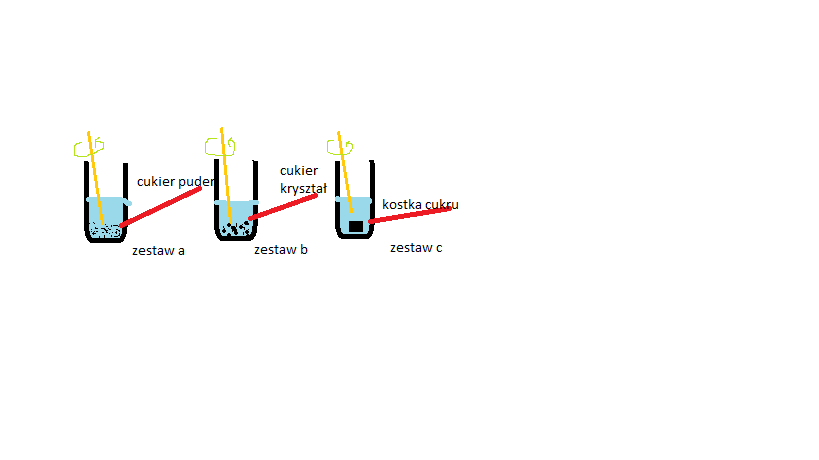 cukier puder
cukier
kryształ
kostka cukru
zestaw a
zestaw b
zestaw c